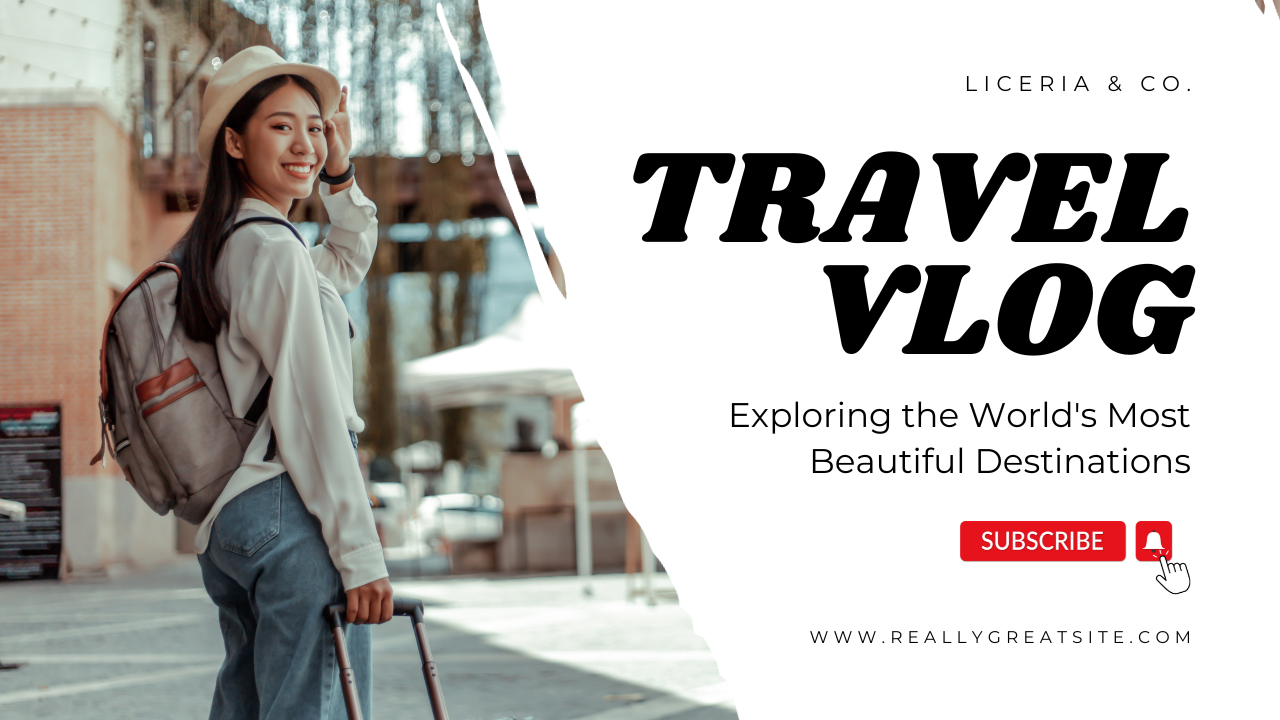 LICERIA & CO.
TRAVEL
VLOG
Exploring the World's Most
Beautiful Destinations
SUBSCRIBE
WWW.REALLYGREATSITE.COM